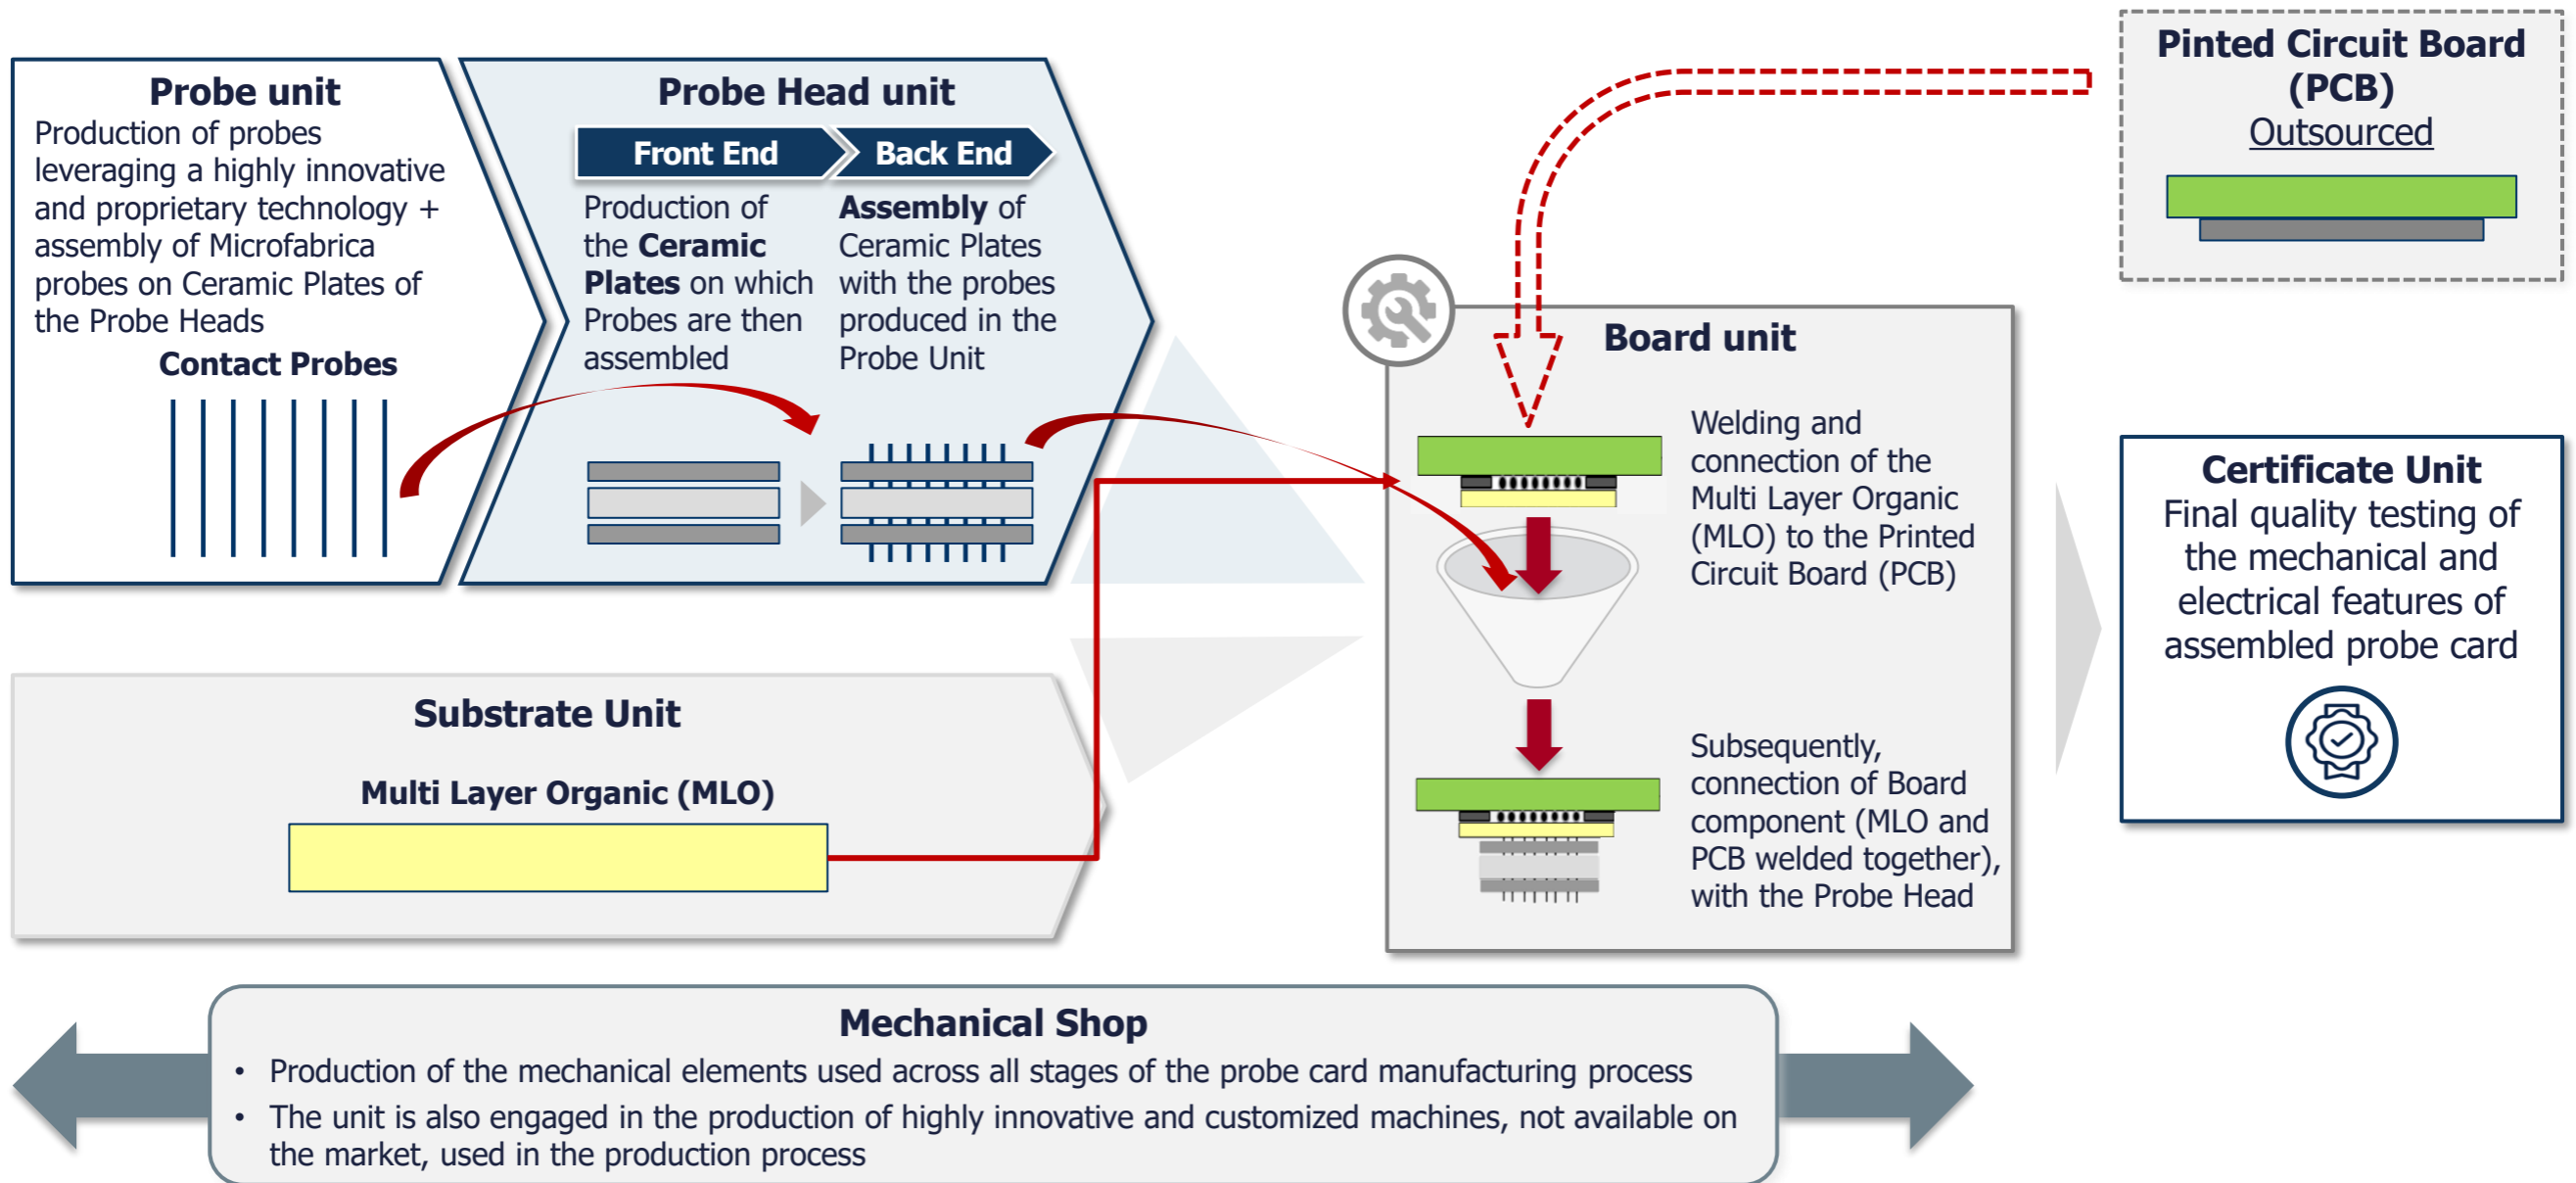 Probe unit
Production of probes
leveraging a highly innovative
and proprietary technology +
assembly of Microfabrica
probes on Ceramic Plates of
the Probe Heads
Contact Probes
Probe Head unit
Front End
Back End
Production of
the Ceramic
Plates on which
Probes are then
assembled
Assembly of
Ceramic Plates
with the probes
produced in the
Probe Unit
Pinted Circuit Board
(PCB)
Outsourced
Board unit
Welding and
connection of the
Multi Layer Organic
(MLO) to the Printed
Circuit Board (PCB)
Subsequently,
connection of Board
component (MLO and
PCB welded together),
with the Probe Head
Certificate Unit
Final quality testing of
the mechanical and
electrical features of
assembled probe card
Substrate Unit
Multi Layer Organic (MLO)
Mechanical Shop
• Production of the mechanical elements used across all stages of the probe card manufacturing process
• The unit is also engaged in the production of highly innovative and customized machines, not available on
the market, used in the production process